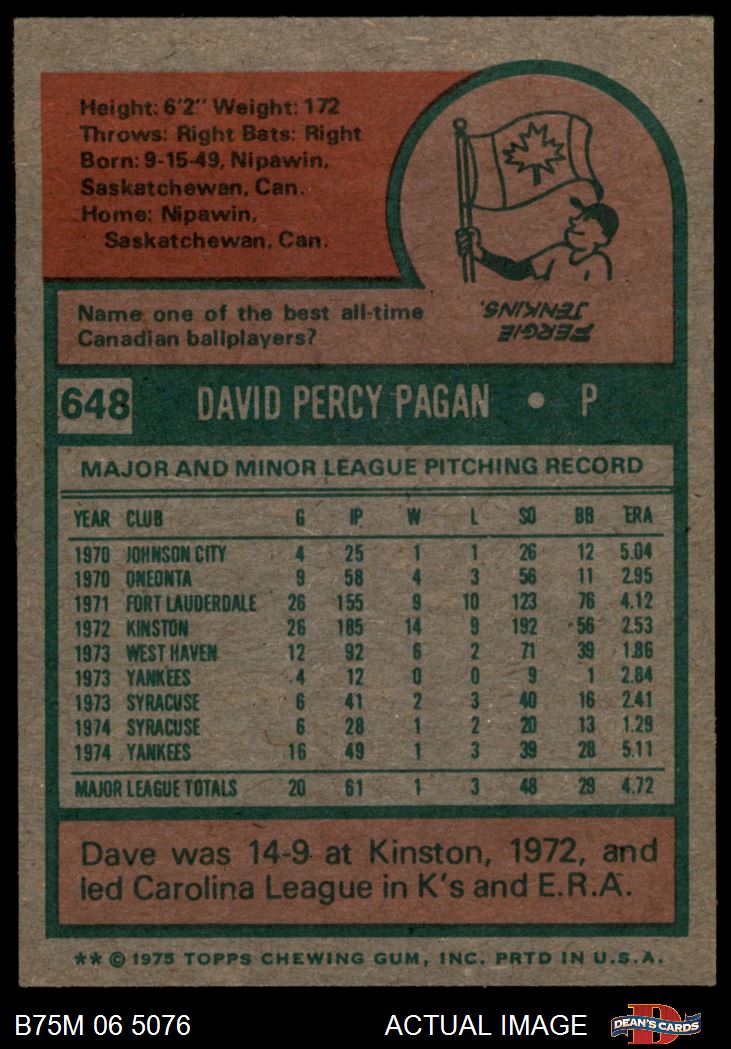 Height: 6'2" Weight: 172
Throws: Right Bats: Right
Born: 9-15-49, Nipawin,
Saskatchewan, Can.
Home: Nipawin,
Saskatchewan, Can.
Name one of the best all-time
Canadian ballplayers?
FERGIE
JENKINS.
648 DAVID PERCY PAGAN • P
MAJOR AND MINOR LEAGUE PITCHING RECORD
YEAR CLUB G IP W L SO BB ERA
1970 JOHNSON CITY 4 25 1 1 26 12 5.04
1970 ONEONTA 9 58 4 3 56 11 2.95
1971 FORT LAUDERDALE 26 155 9 10 123 76 4.12
1972 KINSTON 26 185 14 9 192 56 2.53
1973 WEST HAVEN 12 92 6 2 71 39 1.86
1973 YANKEES 4 12 0 0 9 1 2.84
1973 SYRACUSE 6 41 2 3 40 16 2.41
1974 SYRACUSE 6 28 1 2 20 13 1.29
1974 YANKEES 16 49 1 3 39 28 5.11
MAJOR LEAGUE TOTALS 20 61 1 3 48 29 4.72
Dave was 14-9 at Kinston, 1972, and
led Carolina League in K's and E.R.A.
** © 1975 TOPPS CHEWING GUM, INC. PRTD IN U.S.A.
B75M 06 5076 ACTUAL IMAGE DEAN'S CARDS